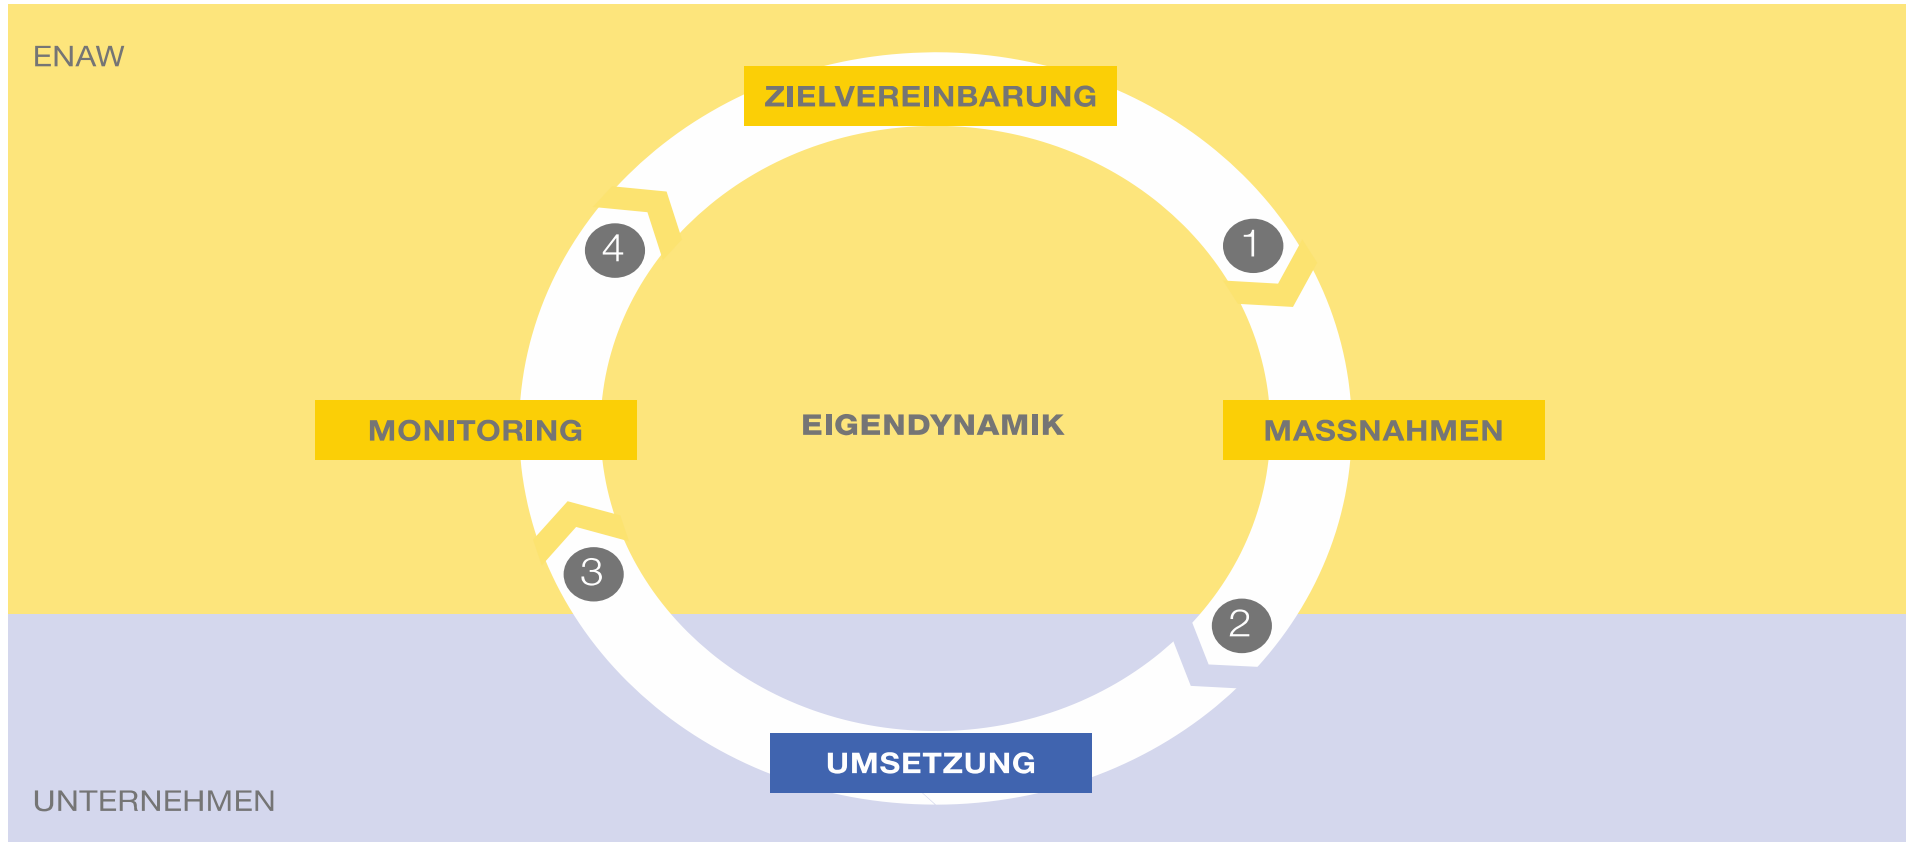 ENAW
ZIELVEREINBARUNG
4
1
MONITORING
EIGENDYNAMIK
MASSNAHMEN
3
2
UMSETZUNG
UNTERNEHMEN